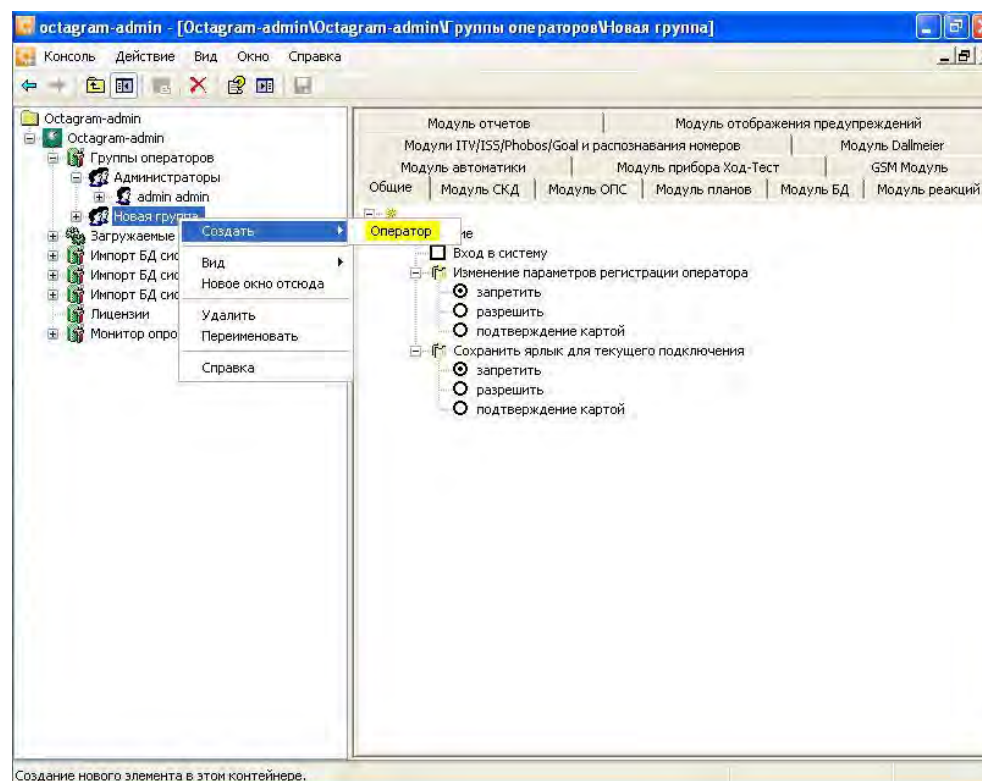 octagram-admin - [Octagram-admin\Octagram-admin\Группы операторов\Новая группа]
Консоль Действие Вид Окно Справка
Octagram-admin
Octagram-admin
Группы операторов
Администраторы
admin admin
Новая группа
Загружаемые
Импорт БД сис
Импорт БД сис
Импорт БД сис
Лицензии
Монитор опро
Создать
Вид
Новое окно отсюда
Удалить
Переименовать
Справка
Оператор
Модуль отчетов Модуль отображения предупреждений
Модули ITV/ISS/Phobos/Goal и распознавания номеров Модуль Dallmeier
Модуль автоматики Модуль прибора Ход-Тест GSM Модуль
Общие Модуль СКД Модуль ОПС Модуль планов Модуль БД Модуль реакций
ие
Вход в систему
Изменение параметров регистрации оператора
запретить
разрешить
подтверждение картой
Сохранить ярлык для текущего подключения
запретить
разрешить
подтверждение картой
Создание нового элемента в этом контейнере.